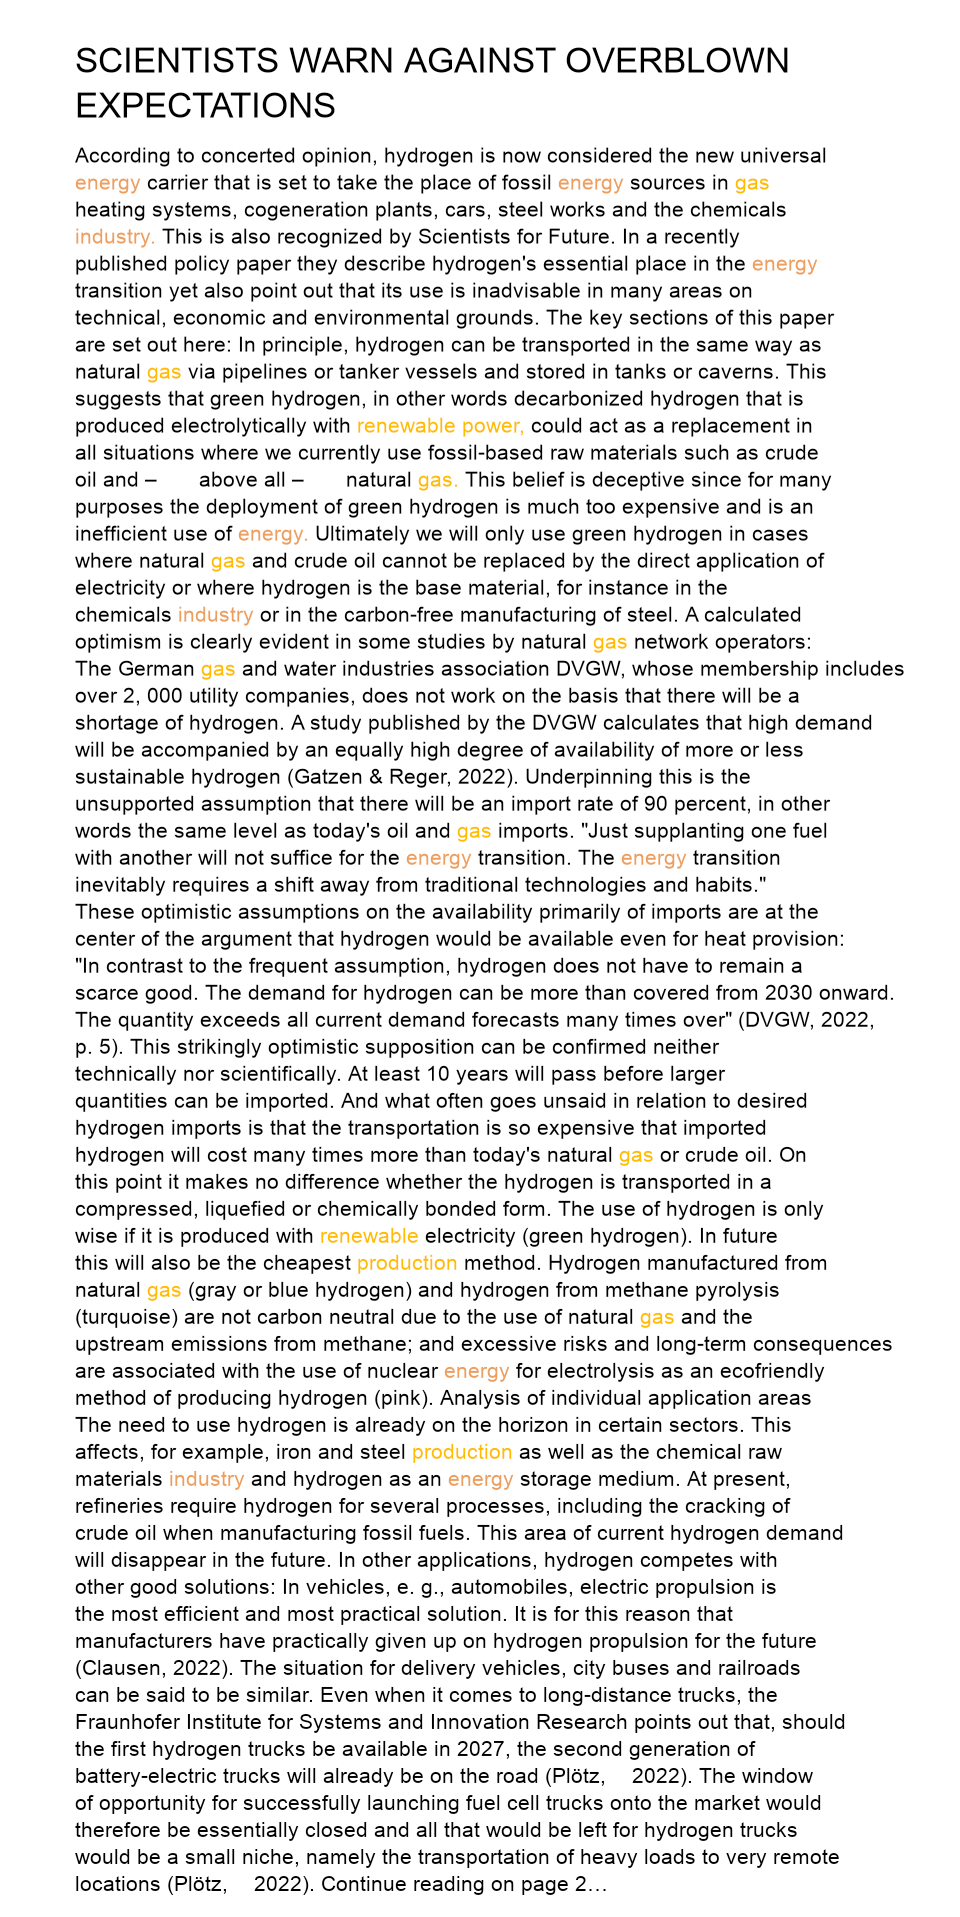 SCIENTISTS WARN AGAINST OVERBLOWN
EXPECTATIONS
According to concerted opinion, hydrogen is now considered the new universal
energy carrier that is set to take the place of fossil energy sources in gas
heating systems, cogeneration plants, cars, steel works and the chemicals
industry. This is also recognized by Scientists for Future. In a recently
published policy paper they describe hydrogen's essential place in the energy
transition yet also point out that its use is inadvisable in many areas on
technical, economic and environmental grounds. The key sections of this paper
are set out here: In principle, hydrogen can be transported in the same way as
natural gas via pipelines or tanker vessels and stored in tanks or caverns. This
suggests that green hydrogen, in other words decarbonized hydrogen that is
produced electrolytically with renewable power, could act as a replacement in
all situations where we currently use fossil-based raw materials such as crude
oil and – above all – natural gas. This belief is deceptive since for many
purposes the deployment of green hydrogen is much too expensive and is an
inefficient use of energy. Ultimately we will only use green hydrogen in cases
where natural gas and crude oil cannot be replaced by the direct application of
electricity or where hydrogen is the base material, for instance in the
chemicals industry or in the carbon-free manufacturing of steel. A calculated
optimism is clearly evident in some studies by natural gas network operators:
The German gas and water industries association DVGW, whose membership includes
over 2, 000 utility companies, does not work on the basis that there will be a
shortage of hydrogen. A study published by the DVGW calculates that high demand
will be accompanied by an equally high degree of availability of more or less
sustainable hydrogen (Gatzen & Reger, 2022). Underpinning this is the
unsupported assumption that there will be an import rate of 90 percent, in other
words the same level as today's oil and gas imports. "Just supplanting one fuel
with another will not suffice for the energy transition. The energy transition
inevitably requires a shift away from traditional technologies and habits."
These optimistic assumptions on the availability primarily of imports are at the
center of the argument that hydrogen would be available even for heat provision:
"In contrast to the frequent assumption, hydrogen does not have to remain a
scarce good. The demand for hydrogen can be more than covered from 2030 onward.
The quantity exceeds all current demand forecasts many times over" (DVGW, 2022,
p. 5). This strikingly optimistic supposition can be confirmed neither
technically nor scientifically. At least 10 years will pass before larger
quantities can be imported. And what often goes unsaid in relation to desired
hydrogen imports is that the transportation is so expensive that imported
hydrogen will cost many times more than today's natural gas or crude oil. On
this point it makes no difference whether the hydrogen is transported in a
compressed, liquefied or chemically bonded form. The use of hydrogen is only
wise if it is produced with renewable electricity (green hydrogen). In future
this will also be the cheapest production method. Hydrogen manufactured from
natural gas (gray or blue hydrogen) and hydrogen from methane pyrolysis
(turquoise) are not carbon neutral due to the use of natural gas and the
upstream emissions from methane; and excessive risks and long-term consequences
are associated with the use of nuclear energy for electrolysis as an ecofriendly
method of producing hydrogen (pink). Analysis of individual application areas
The need to use hydrogen is already on the horizon in certain sectors. This
affects, for example, iron and steel production as well as the chemical raw
materials industry and hydrogen as an energy storage medium. At present,
refineries require hydrogen for several processes, including the cracking of
crude oil when manufacturing fossil fuels. This area of current hydrogen demand
will disappear in the future. In other applications, hydrogen competes with
other good solutions: In vehicles, e. g., automobiles, electric propulsion is
the most efficient and most practical solution. It is for this reason that
manufacturers have practically given up on hydrogen propulsion for the future
(Clausen, 2022). The situation for delivery vehicles, city buses and railroads
can be said to be similar. Even when it comes to long-distance trucks, the
Fraunhofer Institute for Systems and Innovation Research points out that, should
the first hydrogen trucks be available in 2027, the second generation of
battery-electric trucks will already be on the road (Plötz, 2022). The window
of opportunity for successfully launching fuel cell trucks onto the market would
therefore be essentially closed and all that would be left for hydrogen trucks
would be a small niche, namely the transportation of heavy loads to very remote
locations (Plötz, 2022). Continue reading on page 2…